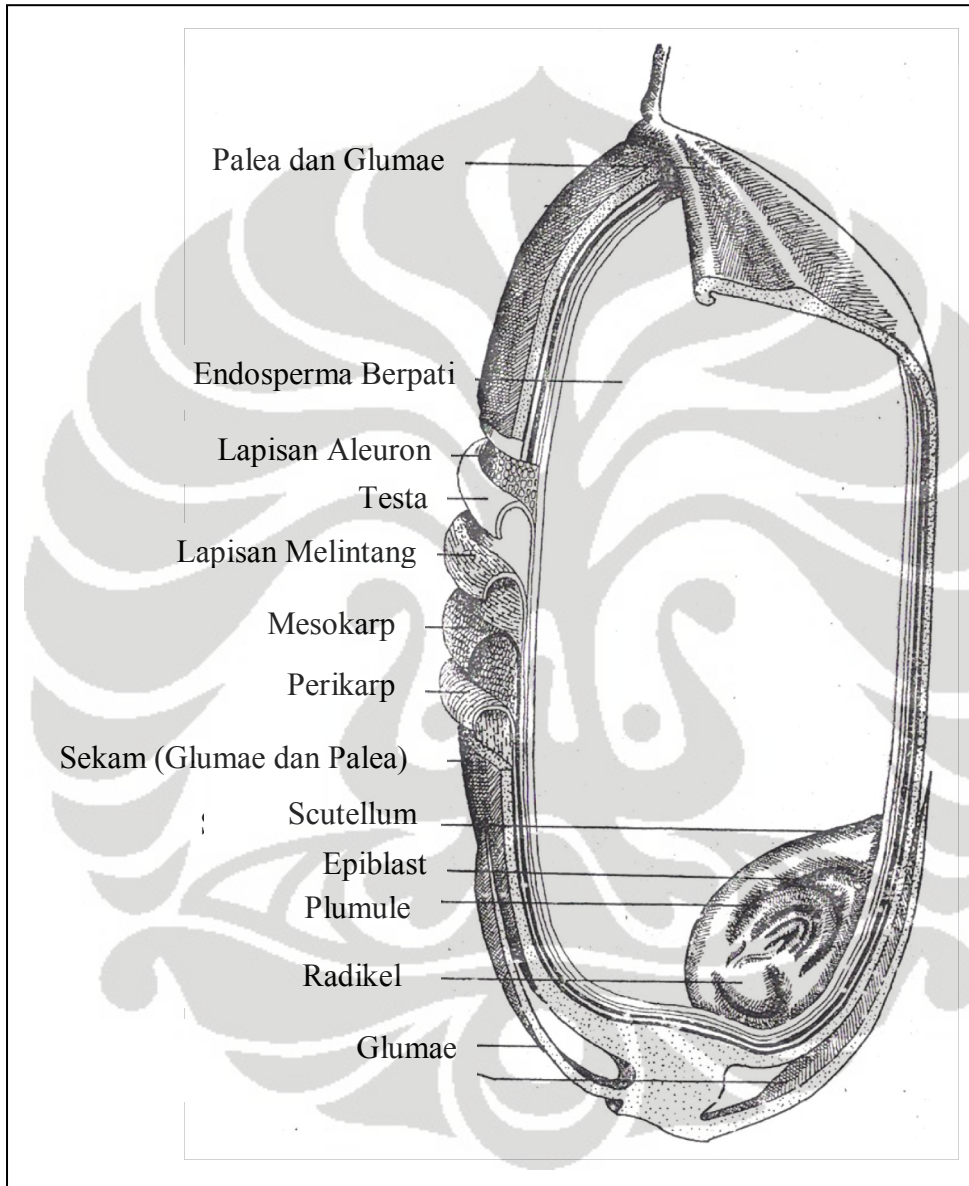 Palea dan Glumae
Endosperma Berpati
Lapisan Aleuron
Testa
Lapisan Melintang
Mesokarp
Perikarp
Sekam (Glumae dan Palea)
Scutellum
Epiblast
Plumule
Radikel
Glumae